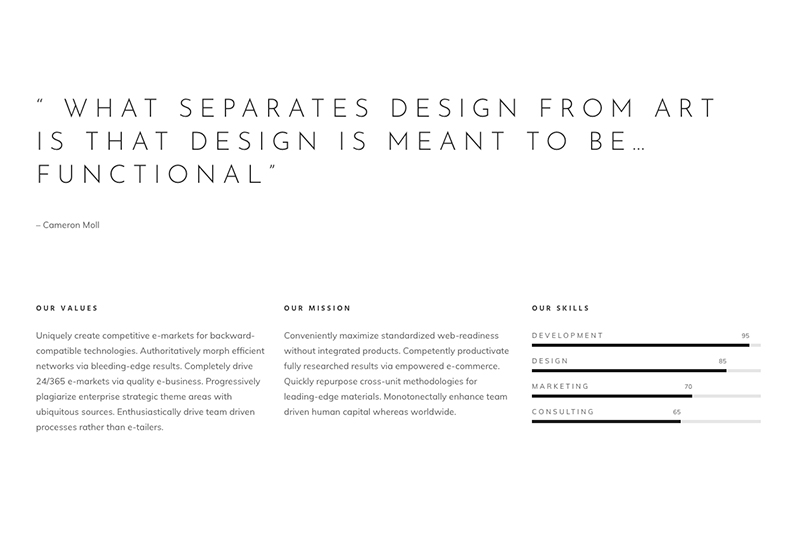 “ WHAT SEPARATES DESIGN FROM ART
IS THAT DESIGN IS MEANT TO BE…
FUNCTIONAL”
– Cameron Moll
OUR VALUES
Uniquely create competitive e-markets for backward-
compatible technologies. Authoritatively morph efficient
networks via bleeding-edge results. Completely drive
24/365 e-markets via quality e-business. Progressively
plagiarize enterprise strategic theme areas with
ubiquitous sources. Enthusiastically drive team driven
processes rather than e-tailers.
OUR MISSION
Conveniently maximize standardized web-readiness
without integrated products. Competently productivate
fully researched results via empowered e-commerce.
Quickly repurpose cross-unit methodologies for
leading-edge materials. Monotonectally enhance team
driven human capital whereas worldwide.
OUR SKILLS
DEVELOPMENT 95
DESIGN 85
MARKETING 70
CONSULTING 65